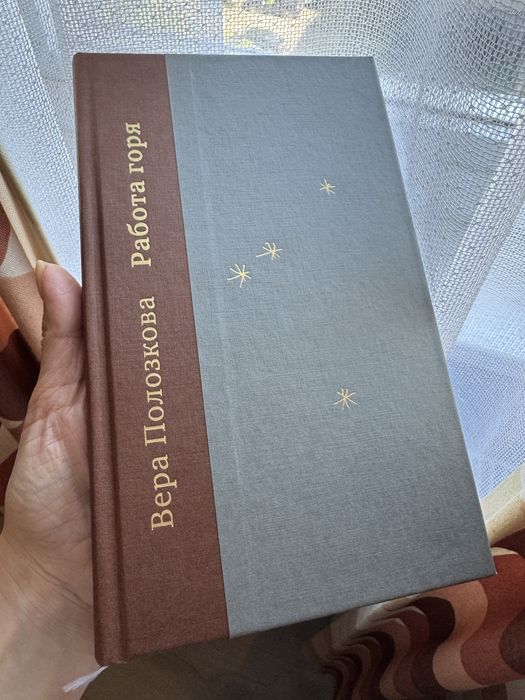 Вера Полозкова Работа горя